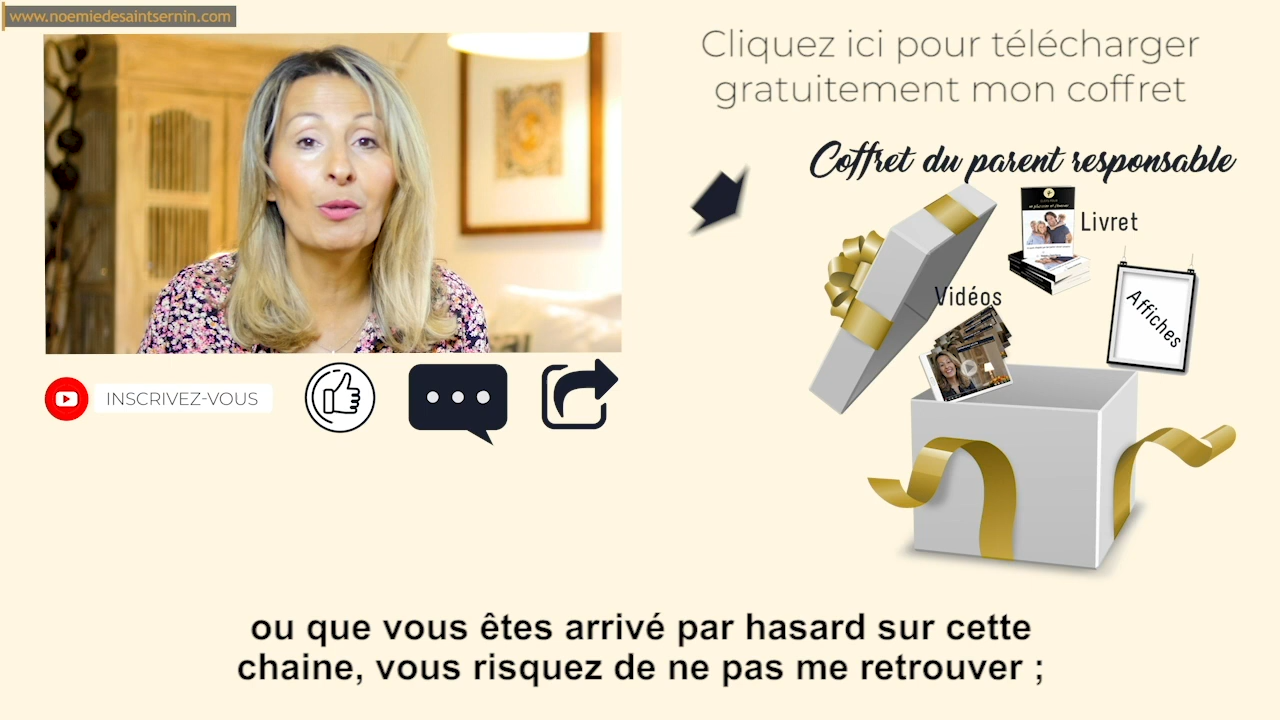 www.noemiedesaintsernin.com
Cliquez ici pour télécharger
gratuitement mon coffret
Coffret du parent responsable
Livret
Vidéos
Affiches
INSCRIVEZ-VOUS
ou que vous êtes arrivé par hasard sur cette
chaine, vous risquez de ne pas me retrouver ;